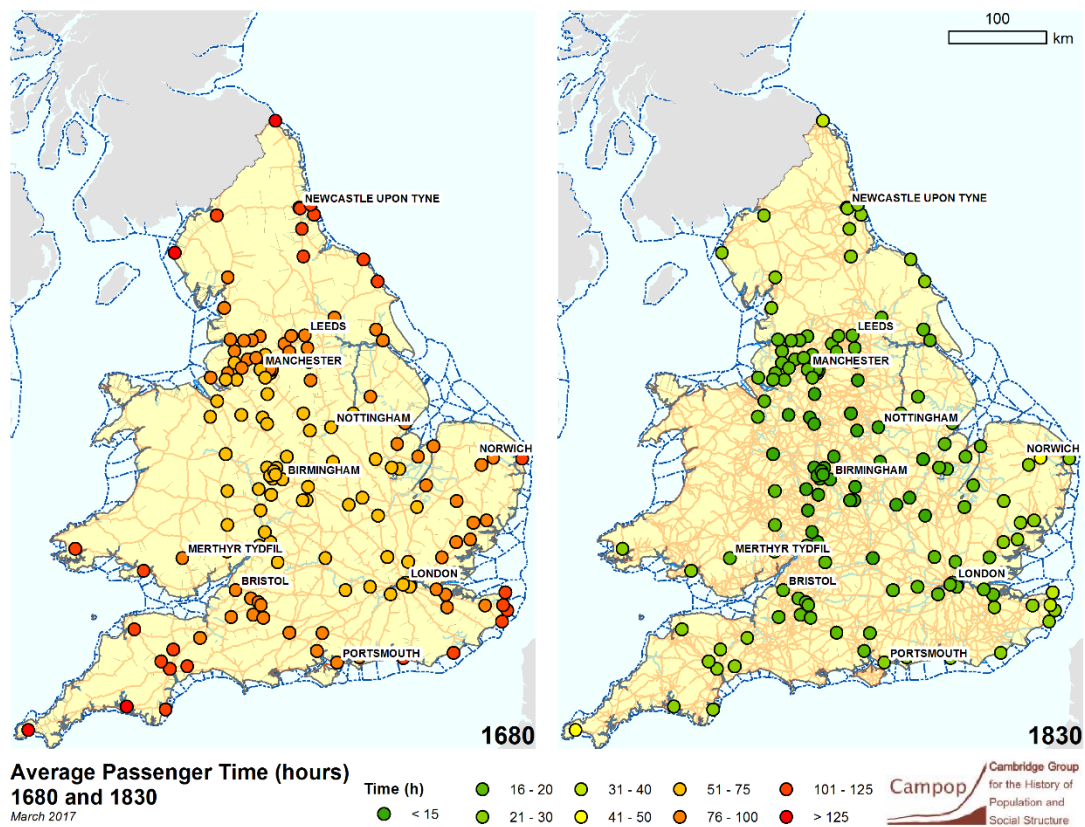 NEWCASTLE UPON TYNE
LEEDS
MANCHESTER
NOTTINGHAM
NORWICH
BIRMINGHAM
MERTHYR TYDFIL
LONDON
BRISTOL
PORTSMOUTH
1680
100
km
NEWCASTLE UPON TYNE
LEEDS
MANCHESTER
NOTTINGHAM
NORWICH
BIRMINGHAM
MERTHYR TYDFIL
LONDON
BRISTOL
PORTSMOUTH
1830
Average Passenger Time (hours)
1680 and 1830
March 2017
Time (h)
< 15
16 - 20
21 - 30
31 - 40
41 - 50
51 - 75
76 - 100
101 - 125
> 125
Campop
Cambridge Group
for the History of
Population and
Social Structure